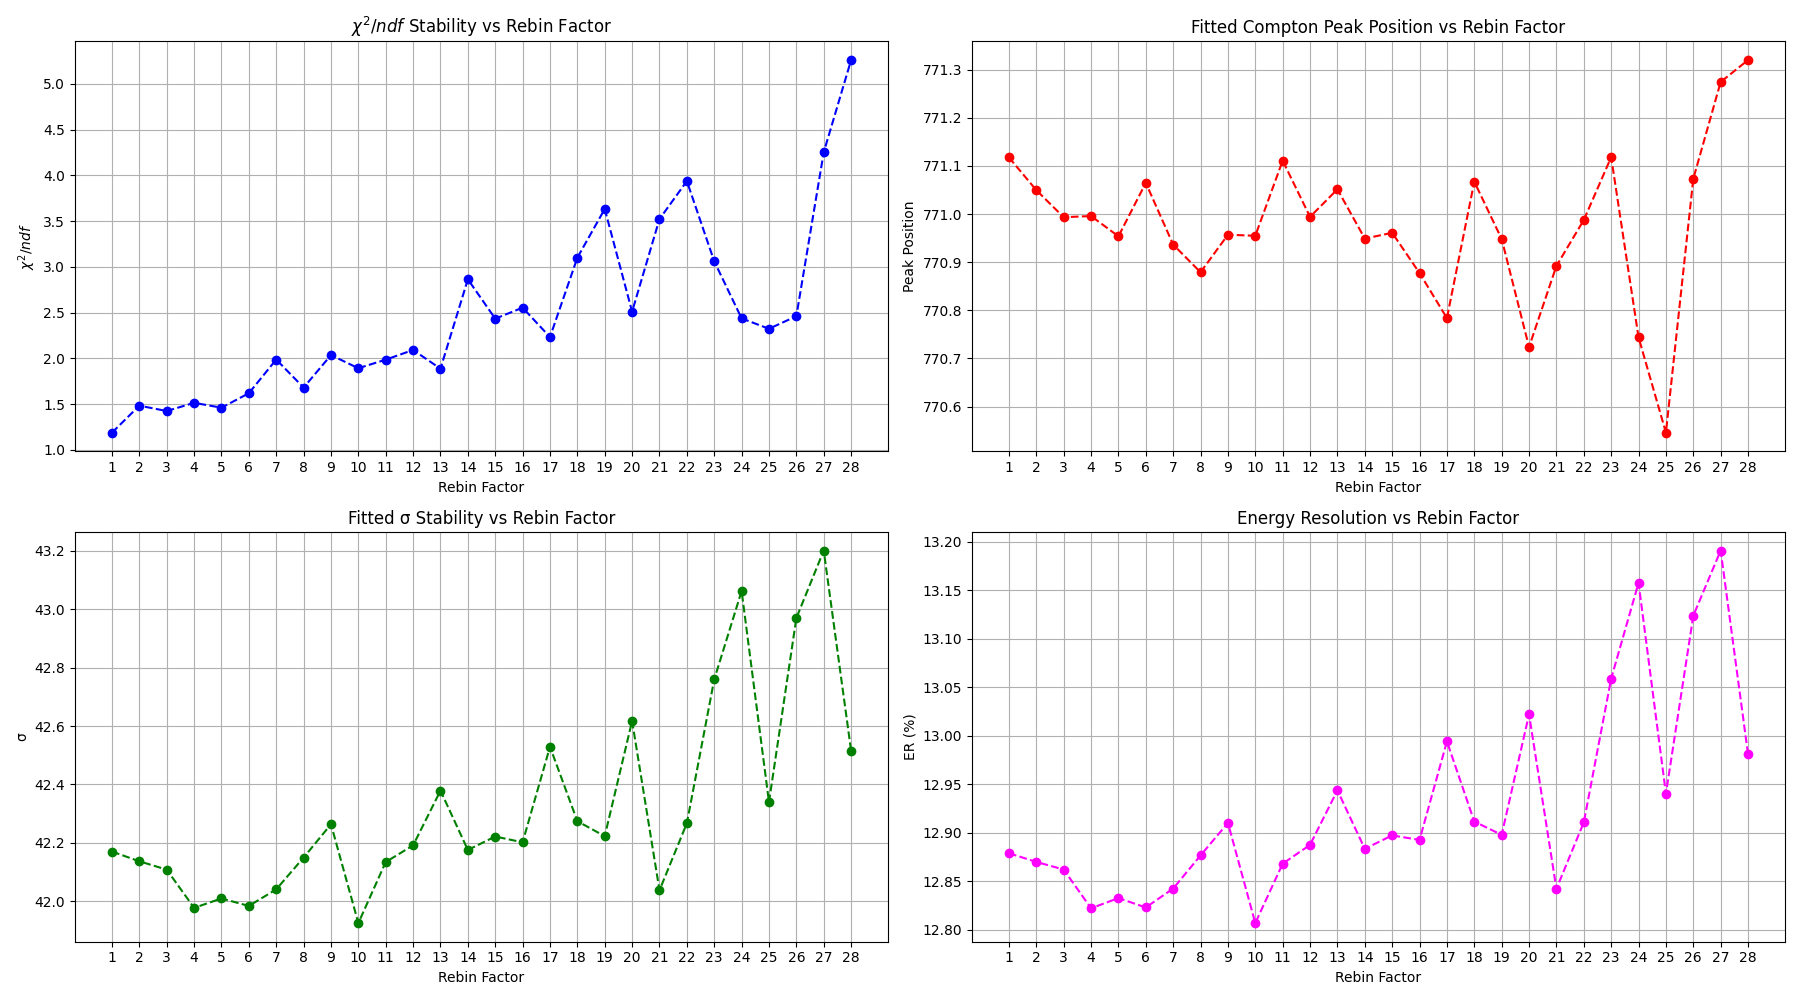 χ²/ndf Stability vs Rebin Factor
χ²/ndf
5.0
4.5
4.0
3.5
3.0
2.5
2.0
1.5
1.0
1 2 3 4 5 6 7 8 9 10 11 12 13 14 15 16 17 18 19 20 21 22 23 24 25 26 27 28
Rebin Factor
Fitted Compton Peak Position vs Rebin Factor
Peak Position
771.3
771.2
771.1
771.0
770.9
770.8
770.7
770.6
1 2 3 4 5 6 7 8 9 10 11 12 13 14 15 16 17 18 19 20 21 22 23 24 25 26 27 28
Rebin Factor
Fitted σ Stability vs Rebin Factor
σ
43.2
43.0
42.8
42.6
42.4
42.2
42.0
1 2 3 4 5 6 7 8 9 10 11 12 13 14 15 16 17 18 19 20 21 22 23 24 25 26 27 28
Rebin Factor
Energy Resolution vs Rebin Factor
ER (%)
13.20
13.15
13.10
13.05
13.00
12.95
12.90
12.85
12.80
1 2 3 4 5 6 7 8 9 10 11 12 13 14 15 16 17 18 19 20 21 22 23 24 25 26 27 28
Rebin Factor